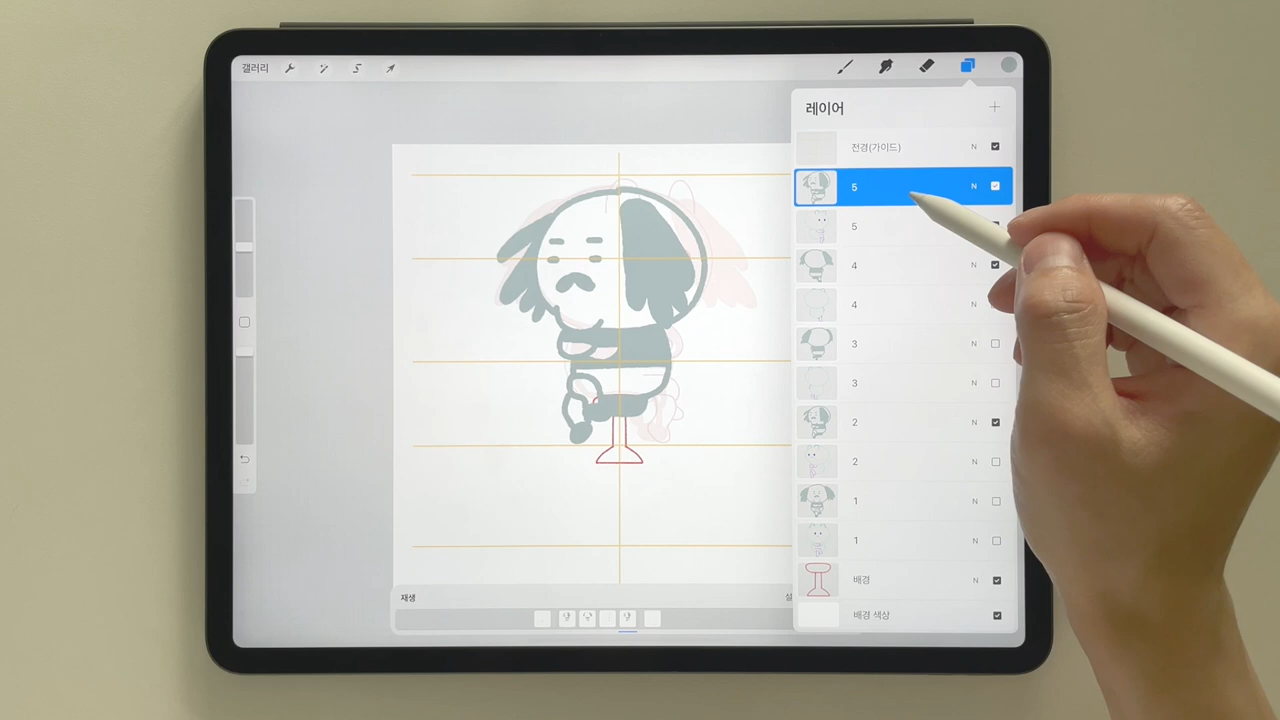 갤러리
레이어
전경(가이드) N
5 N
5
4 N
4 N
3 N
3 N
2 N
2 N
1 N
1 N
배경 N
배경 색상
재생